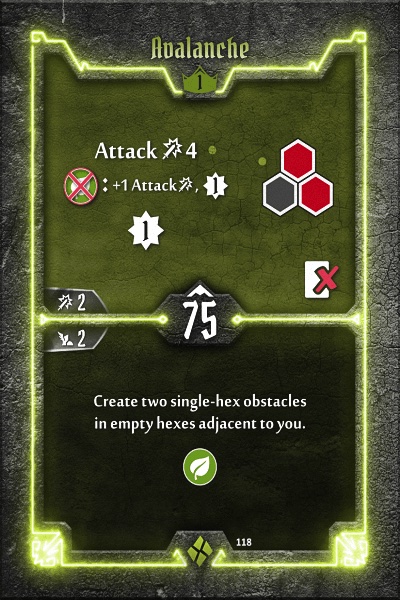 Avalanche
1
Attack 4
: +1 Attack , 1
1
2
75
2
Create two single-hex obstacles
in empty hexes adjacent to you.
118